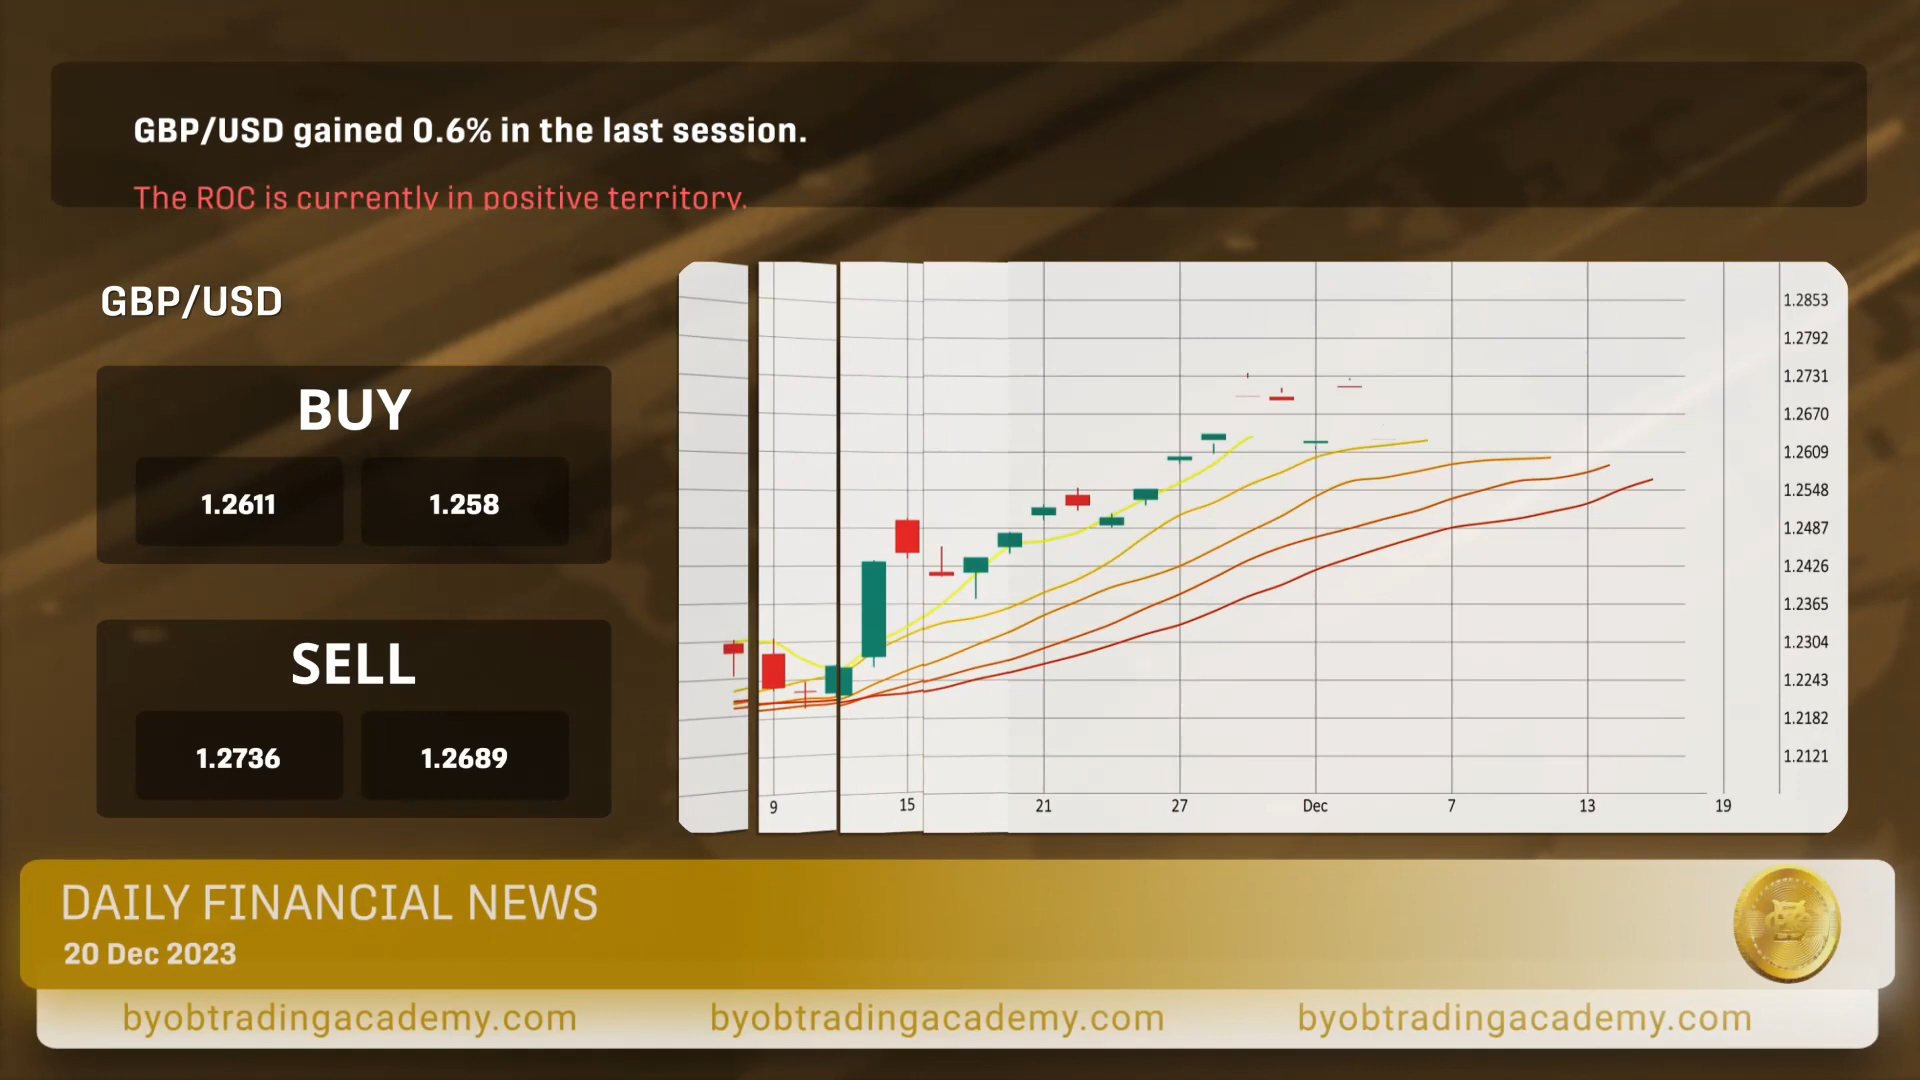 GBP/USD gained 0.6% in the last session.
The ROC is currently in positive territory.
GBP/USD
BUY
1.2611 1.258
SELL
1.2736 1.2689
1.2853
1.2792
1.2731
1.2670
1.2609
1.2548
1.2487
1.2426
1.2365
1.2304
1.2243
1.2182
1.2121
9 15 21 27 Dec 7 13 19
DAILY FINANCIAL NEWS
20 Dec 2023
byobtradingacademy.com byobtradingacademy.com byobtradingacademy.com